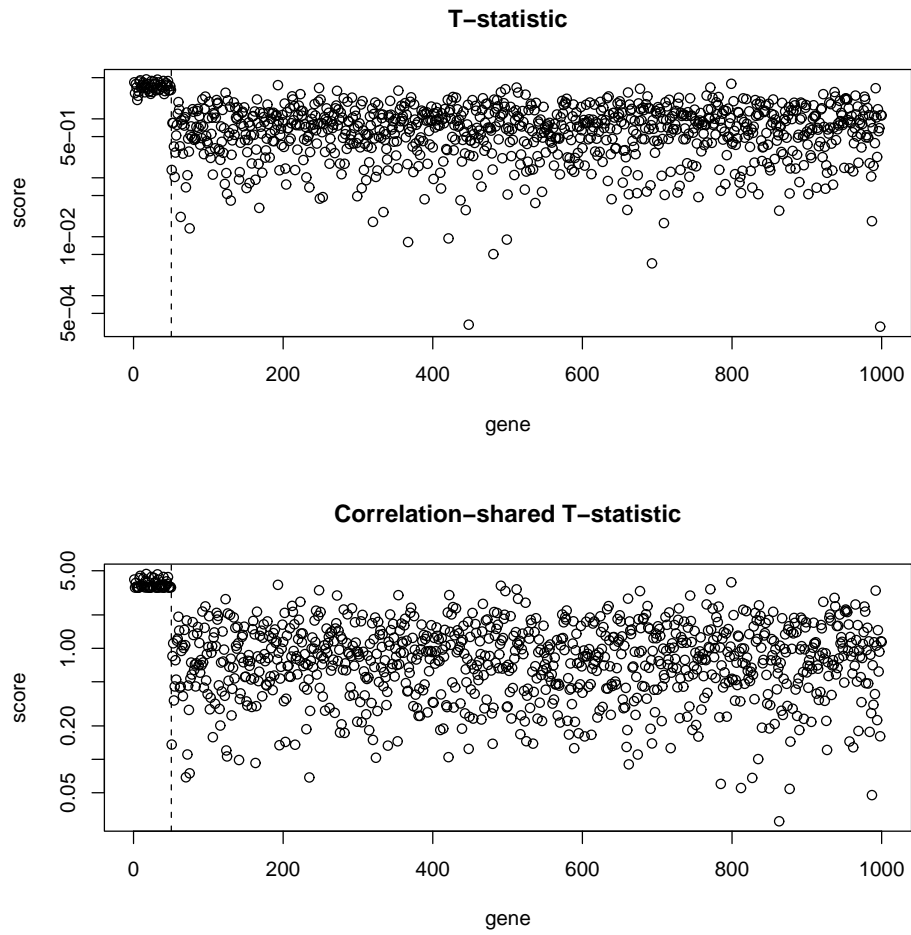 T−statistic
score
5e−01
1e−02
5e−04
0 200 400 600 800 1000
gene
Correlation−shared T−statistic
score
5.00
1.00
0.20
0.05
0 200 400 600 800 1000
gene